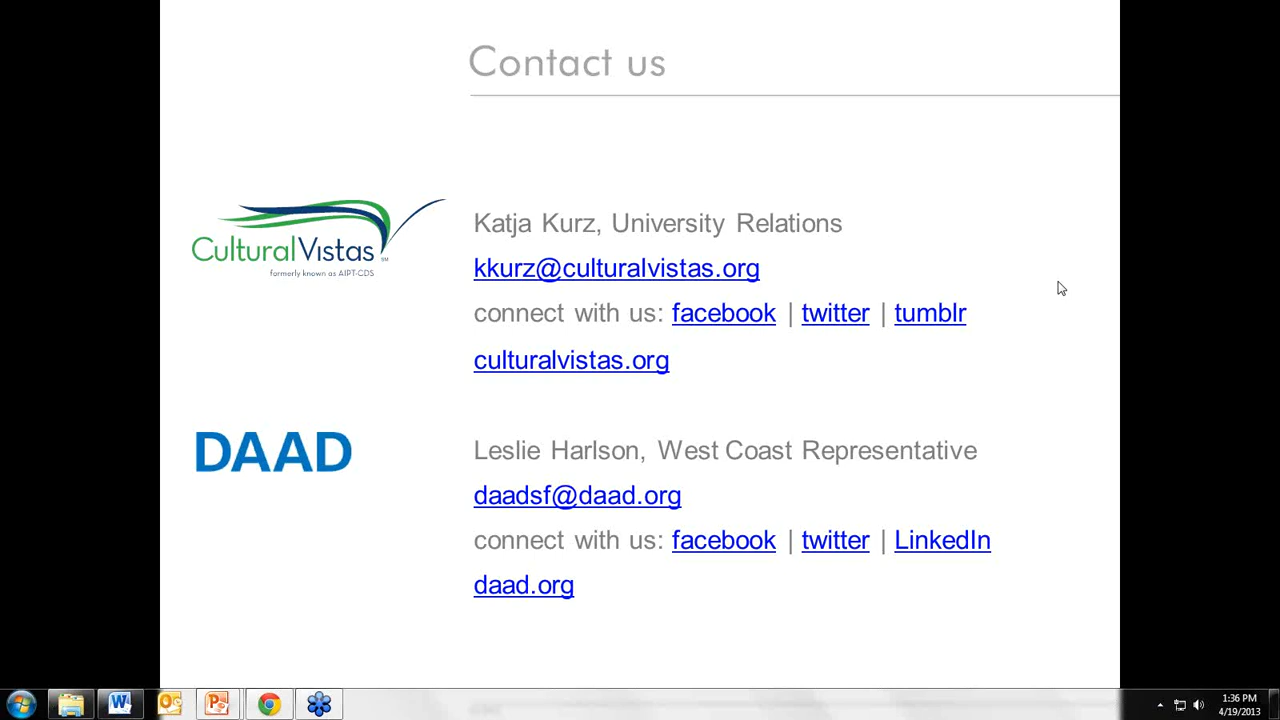 Contact us
CulturalVistas SM
formerly known as AIPT-CDS
Katja Kurz, University Relations
kkurz@culturalvistas.org
connect with us: facebook | twitter | tumblr
culturalvistas.org
DAAD
Leslie Harlson, West Coast Representative
daadsf@daad.org
connect with us: facebook | twitter | LinkedIn
daad.org
1:36 PM
4/19/2013